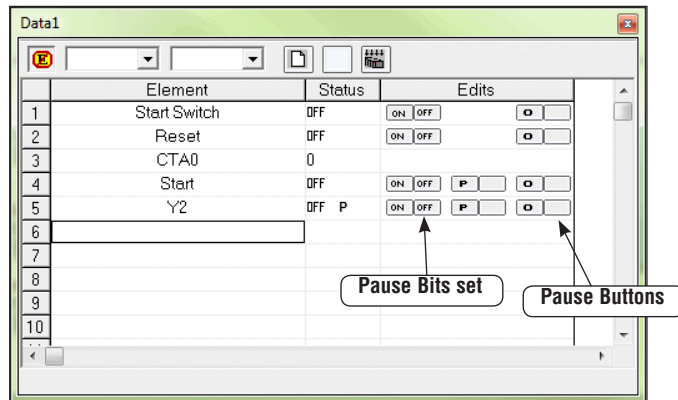 Data1
E
Element Status Edits
1 Start Switch OFF ON OFF O
2 Reset OFF ON OFF O
3 CTA0 0
4 Start OFF ON OFF P O
5 Y2 OFF P ON OFF P O
6
7
8
9
10
Pause Bits set
Pause Buttons